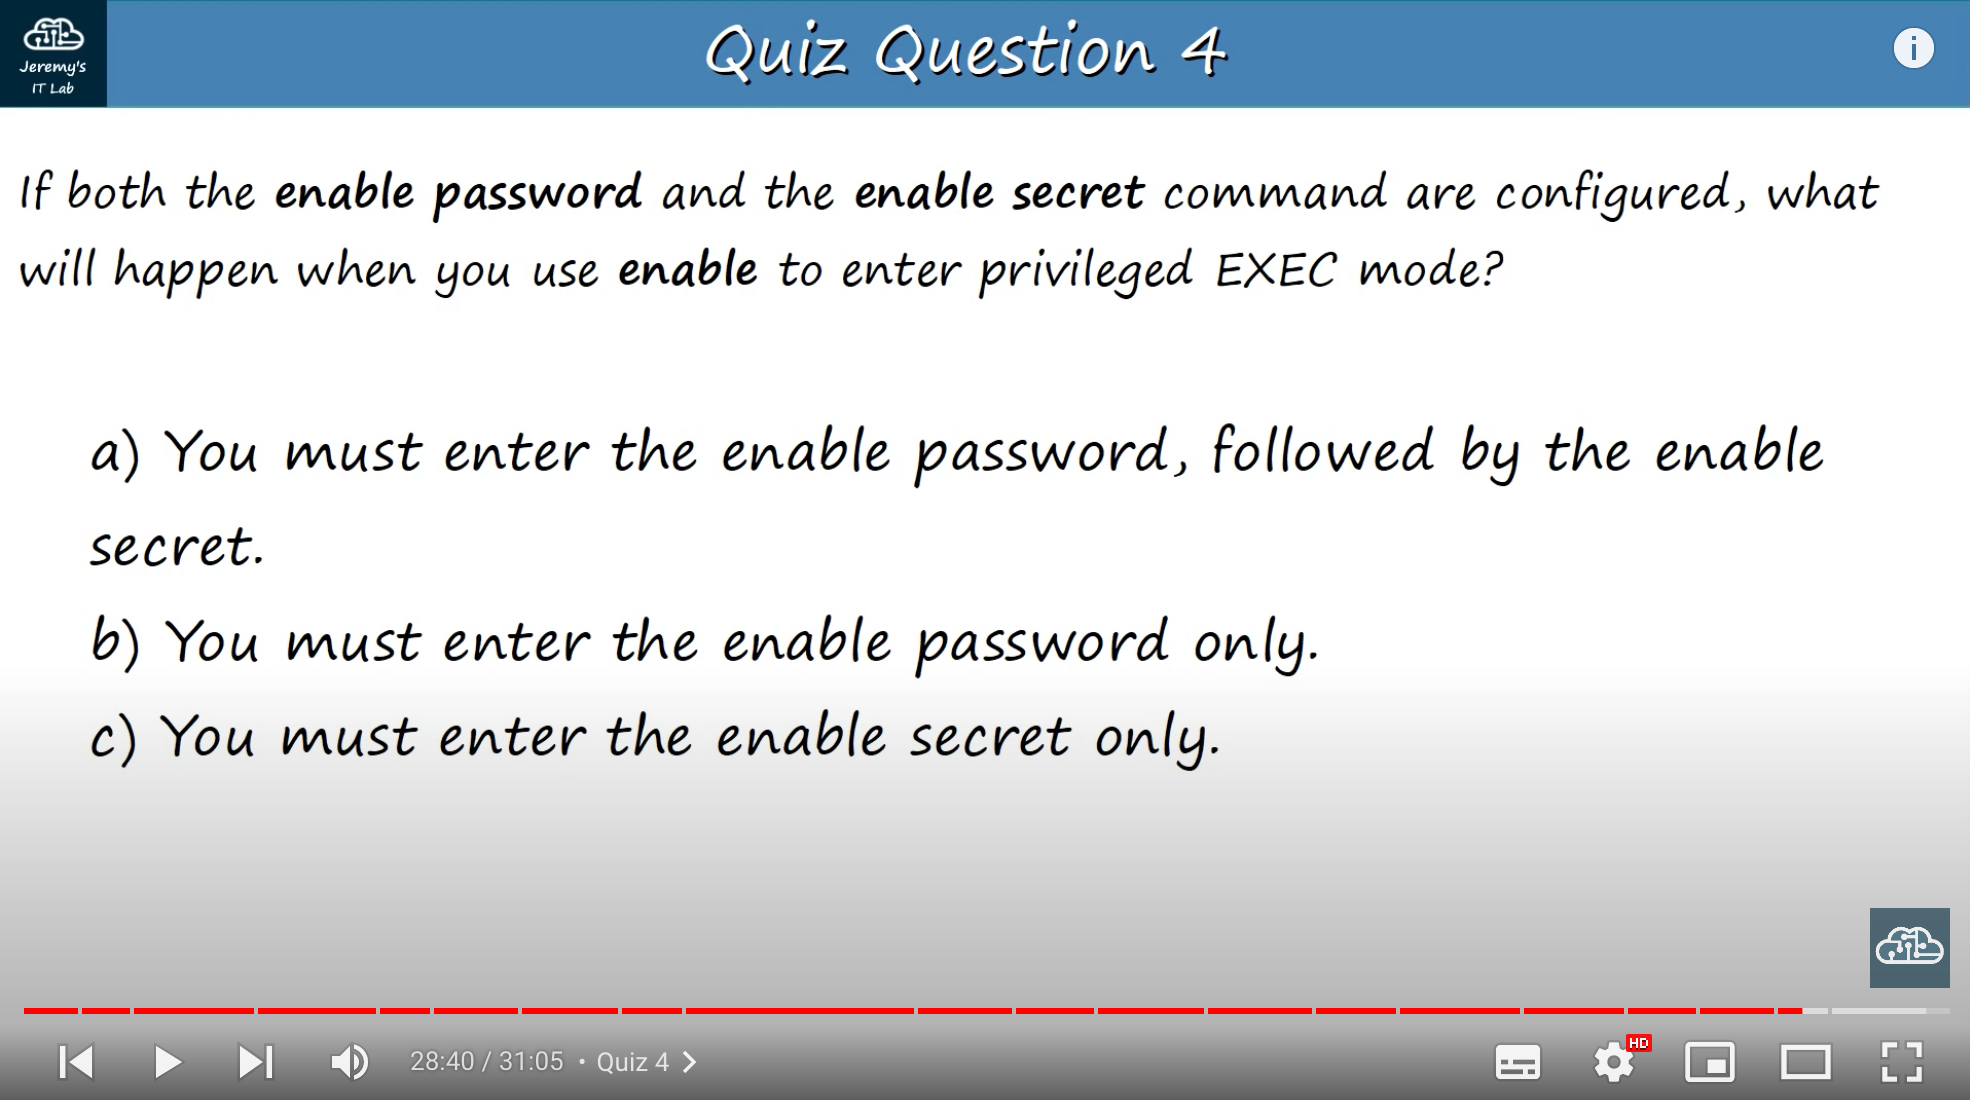 Jeremy's
IT Lab
Quiz Question 4
If both the enable password and the enable secret command are configured, what
will happen when you use enable to enter privileged EXEC mode?
a) You must enter the enable password, followed by the enable
secret.
b) You must enter the enable password only.
c) You must enter the enable secret only.
28:40 / 31:05 • Quiz 4
HD